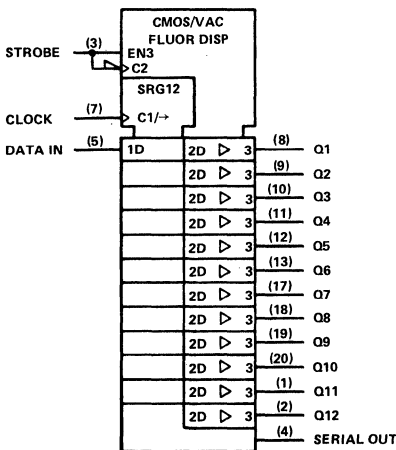 CMOS/VAC
FLUOR DISP
STROBE (3) EN3
C2
SRG12
CLOCK (7) C1/→
DATA IN (5) 1D 2D ▷ 3 (8) Q1
2D ▷ 3 (9) Q2
2D ▷ 3 (10) Q3
2D ▷ 3 (11) Q4
2D ▷ 3 (12) Q5
2D ▷ 3 (13) Q6
2D ▷ 3 (17) Q7
2D ▷ 3 (18) Q8
2D ▷ 3 (19) Q9
2D ▷ 3 (20) Q10
2D ▷ 3 (1) Q11
2D ▷ 3 (2) Q12
(4) SERIAL OUT